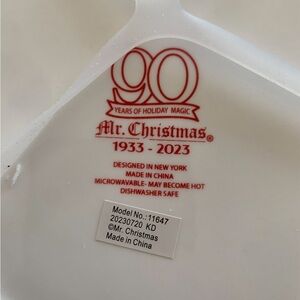 90
YEARS OF HOLIDAY MAGIC
Mr. Christmas®
1933 - 2023
DESIGNED IN NEW YORK
MADE IN CHINA
MICROWAVABLE- MAY BECOME HOT
DISHWASHER SAFE
Model No.:11647
20230720 KD
©Mr. Christmas
Made in China